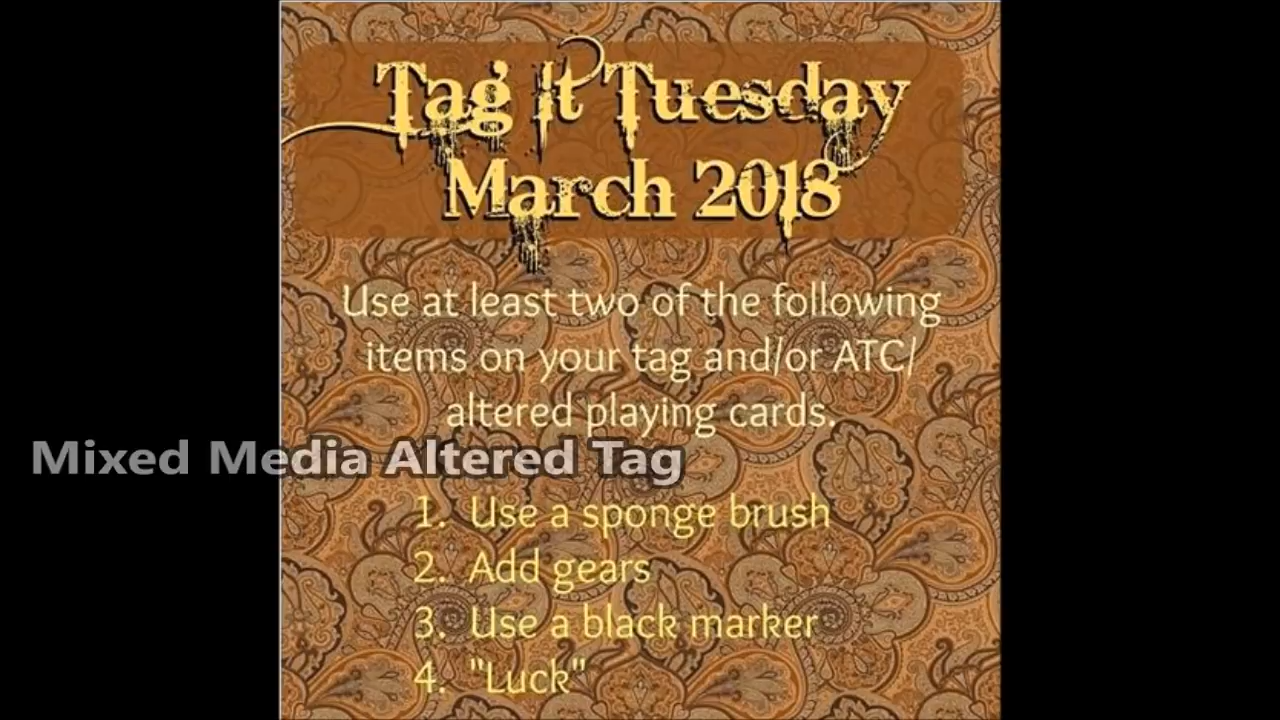 Tag It Tuesday
March 2018
Use at least two of the following
items on your tag and/or ATC/
altered playing cards.
Mixed Media Altered Tag
1. Use a sponge brush
2. Add gears
3. Use a black marker
4. "Luck"